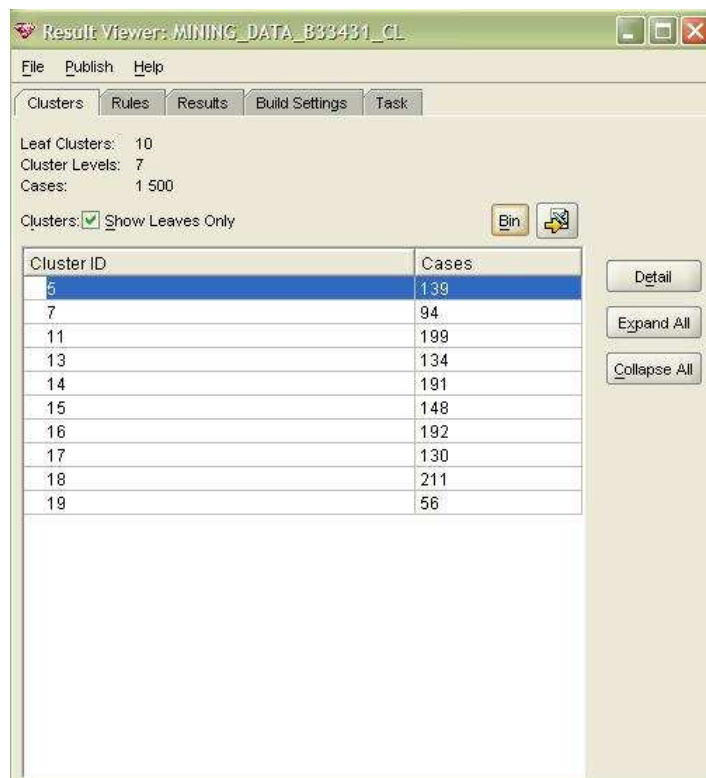 Result Viewer: MINING_DATA_B33431_CL
File Publish Help
Clusters Rules Results Build Settings Task
Leaf Clusters: 10
Cluster Levels: 7
Cases: 1 500
Clusters: Show Leaves Only Bin
Cluster ID Cases
5 139
7 94
11 199
13 134
14 191
15 148
16 192
17 130
18 211
19 56
Detail
Expand All
Collapse All